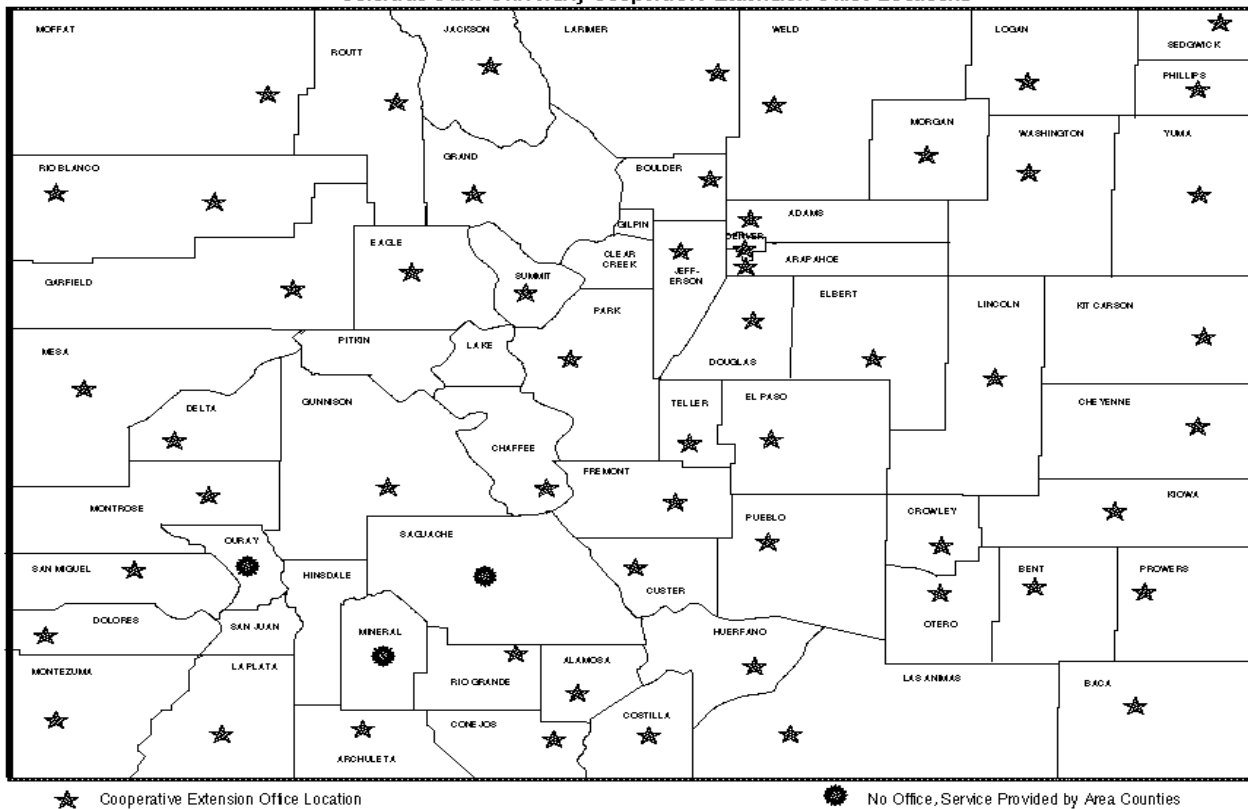 MOFFAT
ROUTT
JACKSON
LARIMER
WELD
LOGAN
SEDGWICK
PHILLIPS
MORGAN
WASHINGTON
YUMA
RIO BLANCO
GRAND
BOULDER
GILPIN
ADAMS
DENVER
EAGLE
CLEAR
CREEK
ARAPAHOE
JEFF-
ERSON
SUMMIT
GARFIELD
PARK
ELBERT
LINCOLN
KIT CARSON
PITKIN
LAKE
MESA
DOUGLAS
DELTA
GUNNISON
TELLER
EL PASO
CHEYENNE
CHAFFEE
FREMONT
MONTROSE
KIOWA
CROWLEY
PUEBLO
SAGUACHE
OURAY
SAN MIGUEL
HINSDALE
BENT
PROWERS
CUSTER
DOLORES
SAN JUAN
MINERAL
HUERFANO
OTERO
MONTEZUMA
LA PLATA
RIO GRANDE
ALAMOSA
LAS ANIMAS
BACA
CONEJOS
COSTILLA
ARCHULETA
Cooperative Extension Office Location
No Office, Service Provided by Area Counties